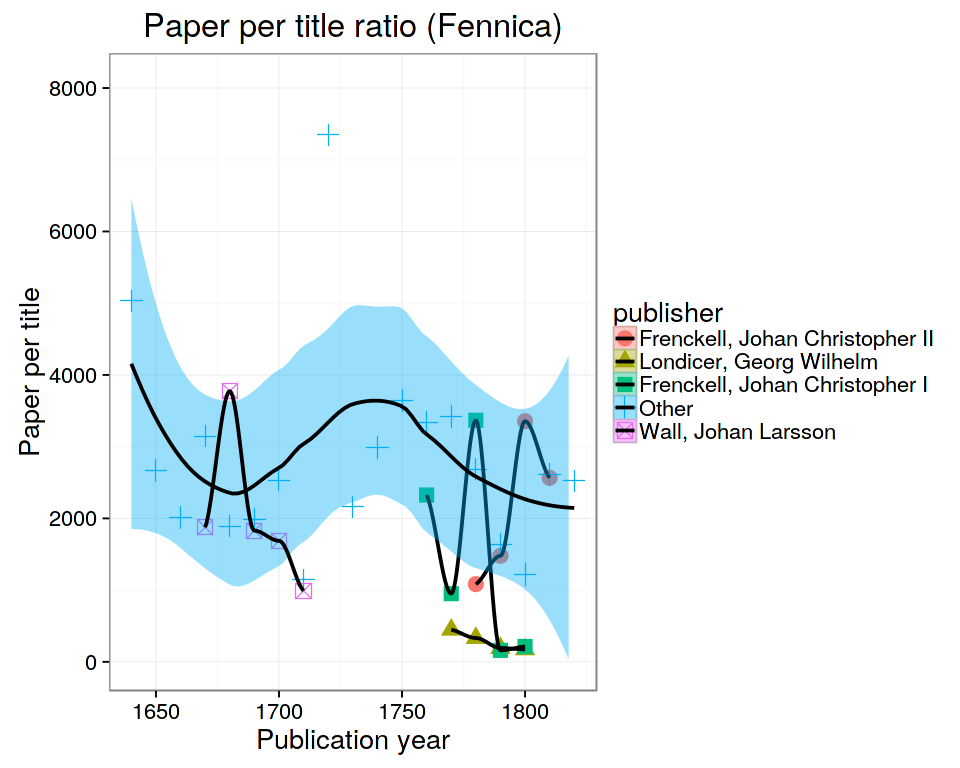 Paper per title ratio (Fennica)
Paper per title
8000
6000
4000
2000
0
1650
1700
1750
1800
Publication year
publisher
Frenckell, Johan Christopher II
Londicer, Georg Wilhelm
Frenckell, Johan Christopher I
Other
Wall, Johan Larsson